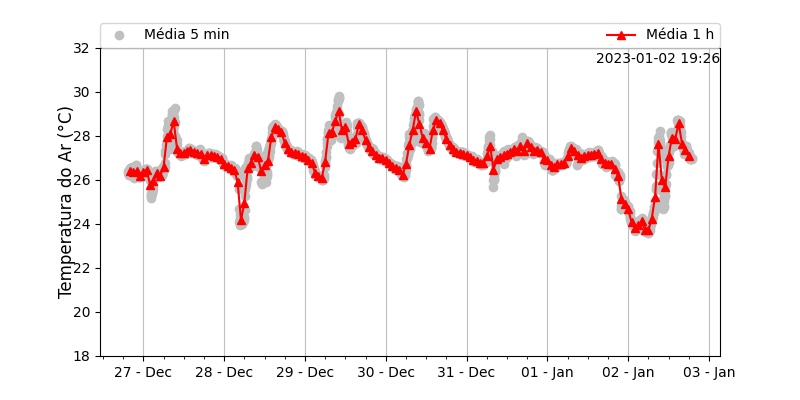 Média 5 min
Média 1 h
2023-01-02 19:26
Temperatura do Ar (°C)
32
30
28
26
24
22
20
18
27 - Dec
28 - Dec
29 - Dec
30 - Dec
31 - Dec
01 - Jan
02 - Jan
03 - Jan